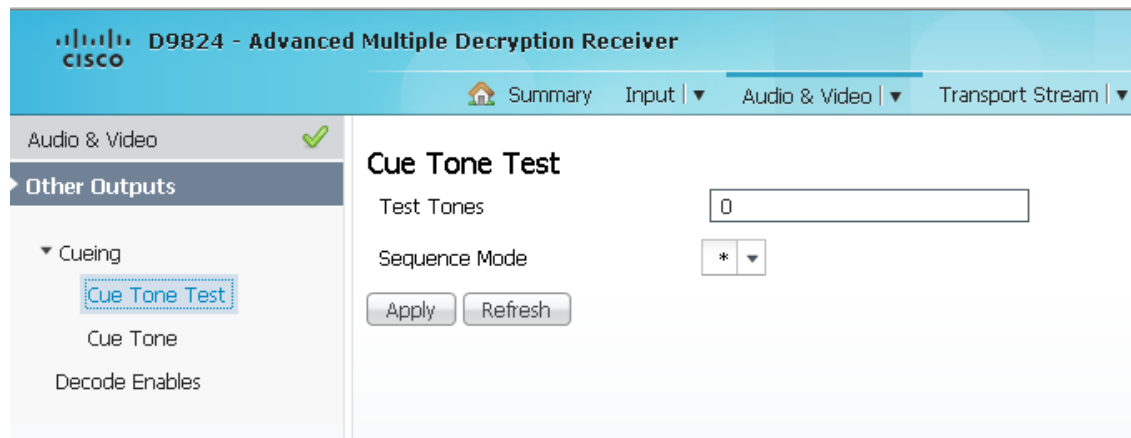 CISCO
D9824 - Advanced Multiple Decryption Receiver
Summary Input Audio & Video Transport Stream
Audio & Video
Other Outputs
Cueing
Cue Tone Test
Cue Tone
Decode Enables
Cue Tone Test
Test Tones 0
Sequence Mode *
Apply Refresh